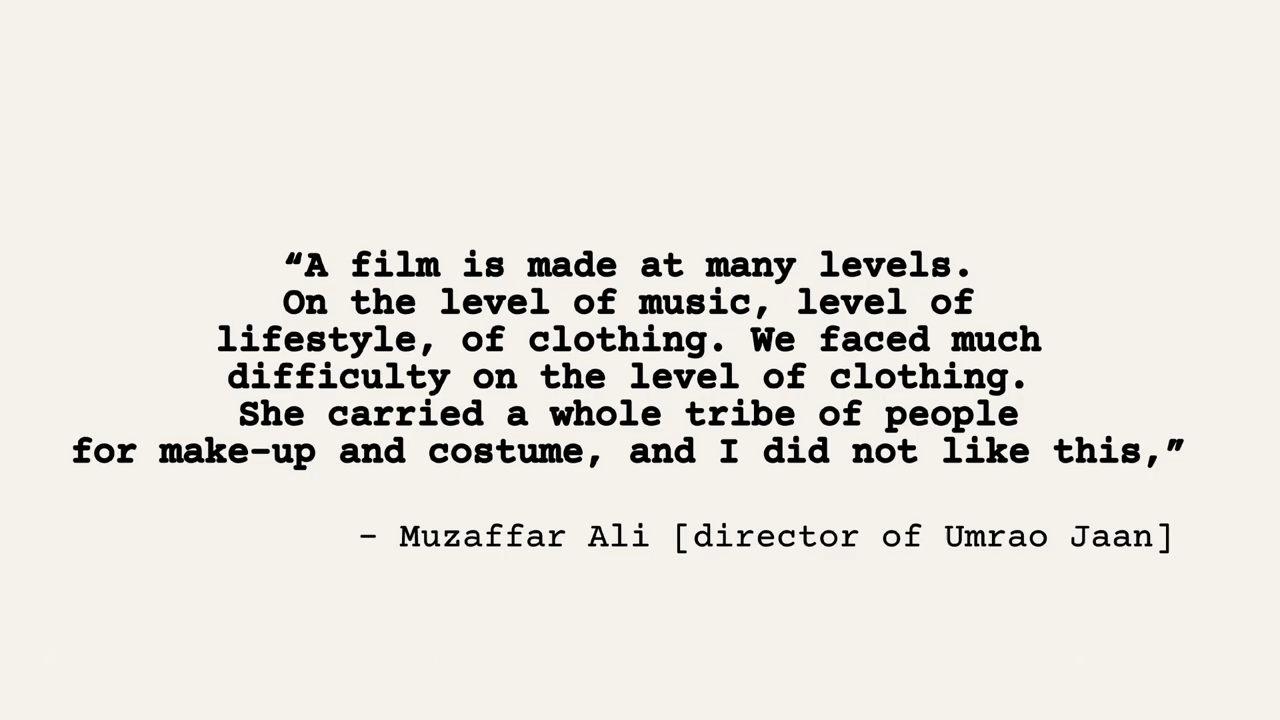 “A film is made at many levels.
On the level of music, level of
lifestyle, of clothing. We faced much
difficulty on the level of clothing.
She carried a whole tribe of people
for make-up and costume, and I did not like this,”
– Muzaffar Ali [director of Umrao Jaan]